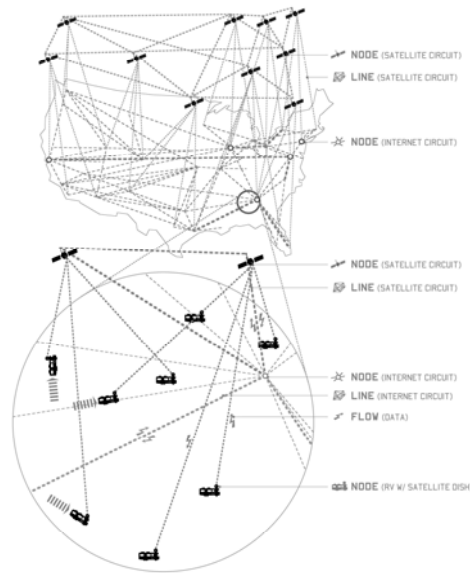 NODE (SATELLITE CIRCUIT)
LINE (SATELLITE CIRCUIT)
NODE (INTERNET CIRCUIT)
NODE (SATELLITE CIRCUIT)
LINE (SATELLITE CIRCUIT)
NODE (INTERNET CIRCUIT)
LINE (INTERNET CIRCUIT)
FLOW (DATA)
NODE (RV W/ SATELLITE DISH